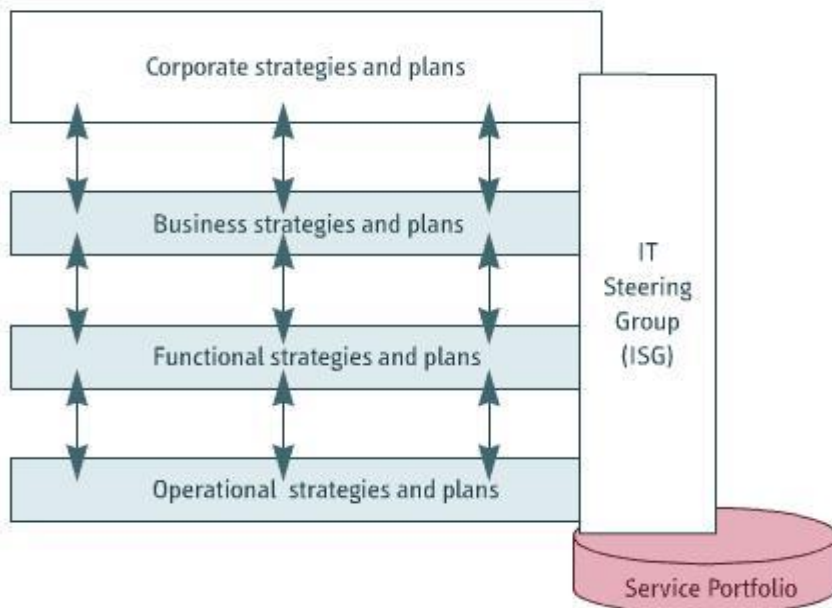 Corporate strategies and plans
Business strategies and plans
IT
Steering
Group
(ISG)
Functional strategies and plans
Operational strategies and plans
Service Portfolio